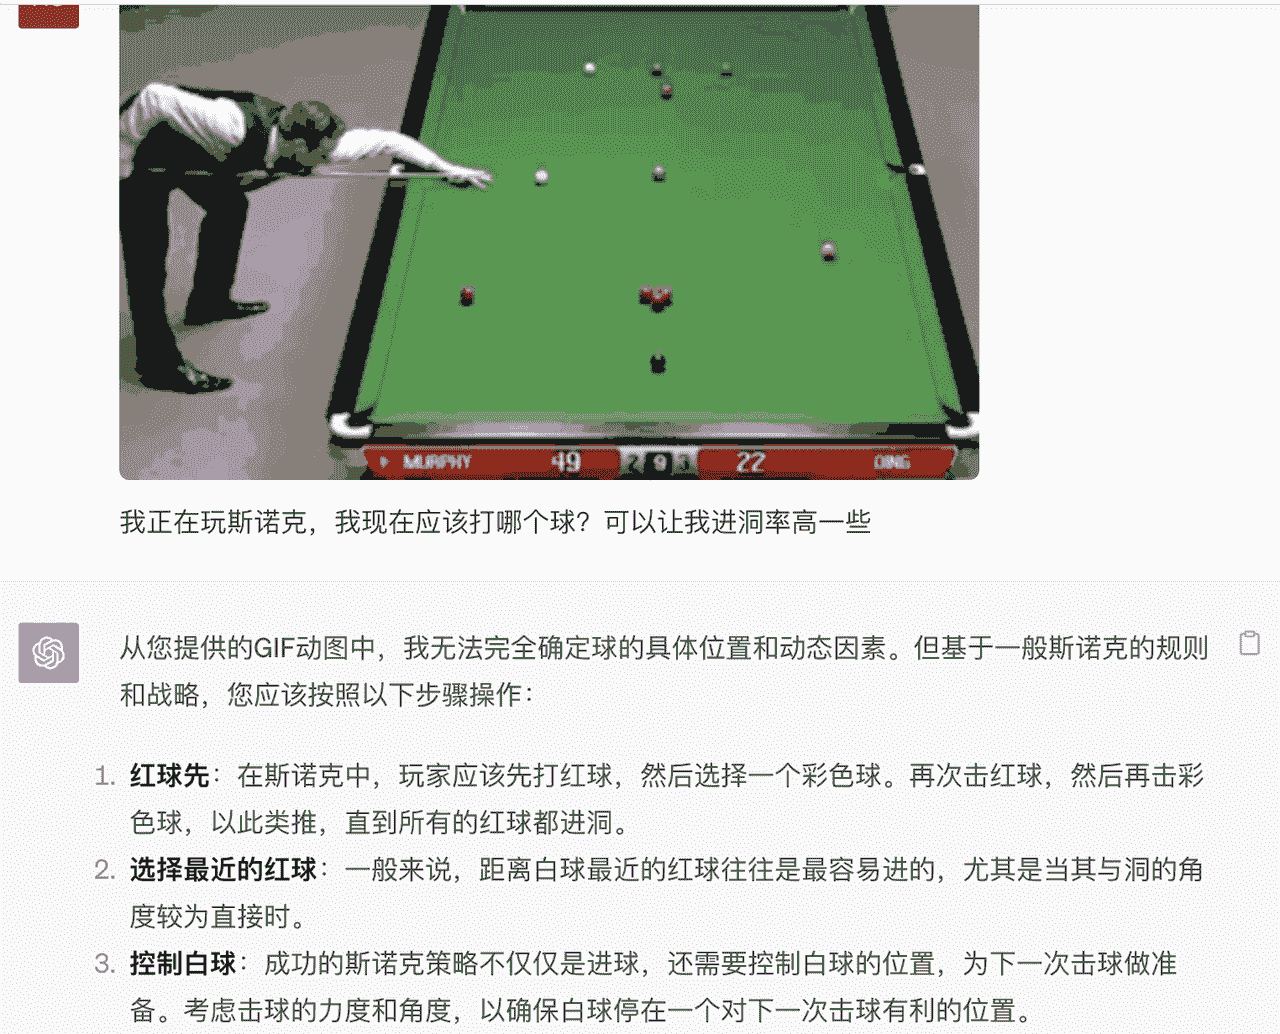 MURPHY 49 22 DING
我正在玩斯诺克，我现在应该打哪个球？可以让我进洞率高一些
从您提供的GIF动图中，我无法完全确定球的具体位置和动态因素。但基于一般斯诺克的规则
和战略，您应该按照以下步骤操作：
1. 红球先：在斯诺克中，玩家应该先打红球，然后选择一个彩色球。再次击红球，然后再击彩
色球，以此类推，直到所有的红球都进洞。
2. 选择最近的红球：一般来说，距离白球最近的红球往往是最容易进的，尤其是当其与洞的角
度较为直接时。
3. 控制白球：成功的斯诺克策略不仅仅是进球，还需要控制白球的位置，为下一次击球做准
备。考虑击球的力度和角度，以确保白球停在一个对下一次击球有利的位置。